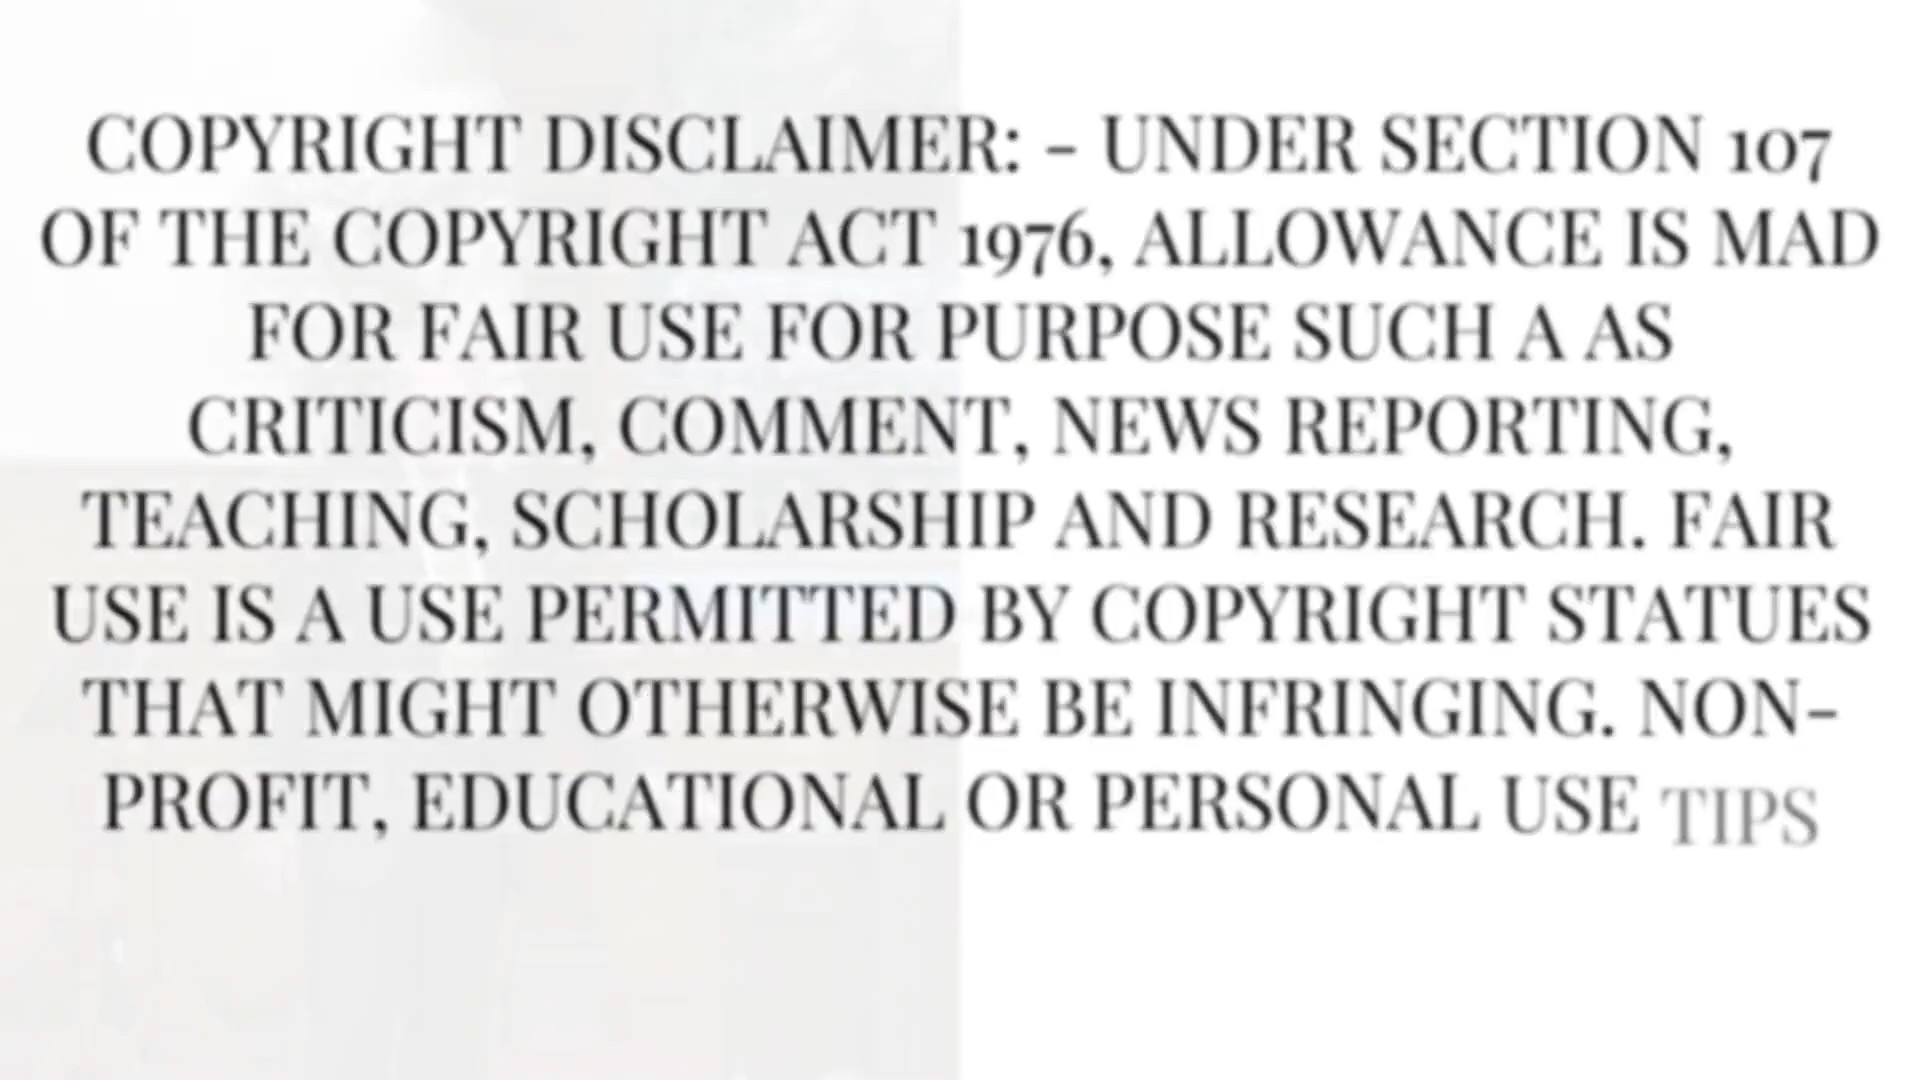 COPYRIGHT DISCLAIMER: - UNDER SECTION 107
OF THE COPYRIGHT ACT 1976, ALLOWANCE IS MAD
FOR FAIR USE FOR PURPOSE SUCH A AS
CRITICISM, COMMENT, NEWS REPORTING,
TEACHING, SCHOLARSHIP AND RESEARCH. FAIR
USE IS A USE PERMITTED BY COPYRIGHT STATUES
THAT MIGHT OTHERWISE BE INFRINGING. NON-
PROFIT, EDUCATIONAL OR PERSONAL USE TIPS